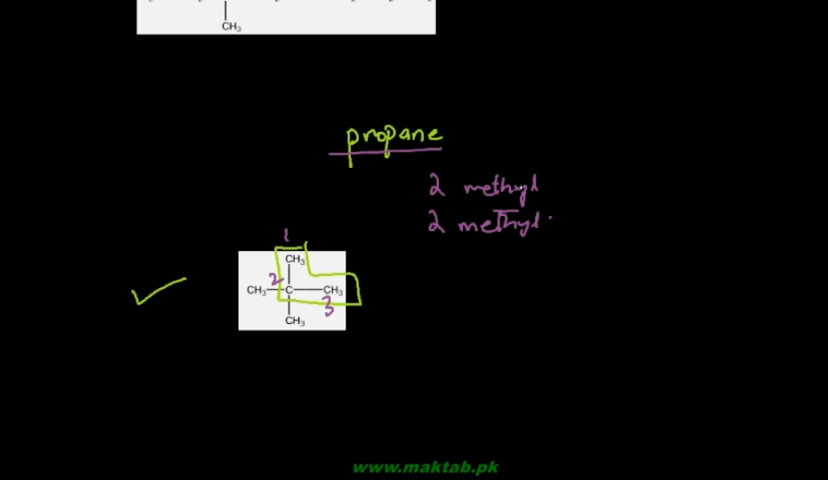 CH₃
propane
2 methyl
2 methyl.
1
CH₃
2
CH₃—C—CH₃
3
CH₃
www.maktab.pk